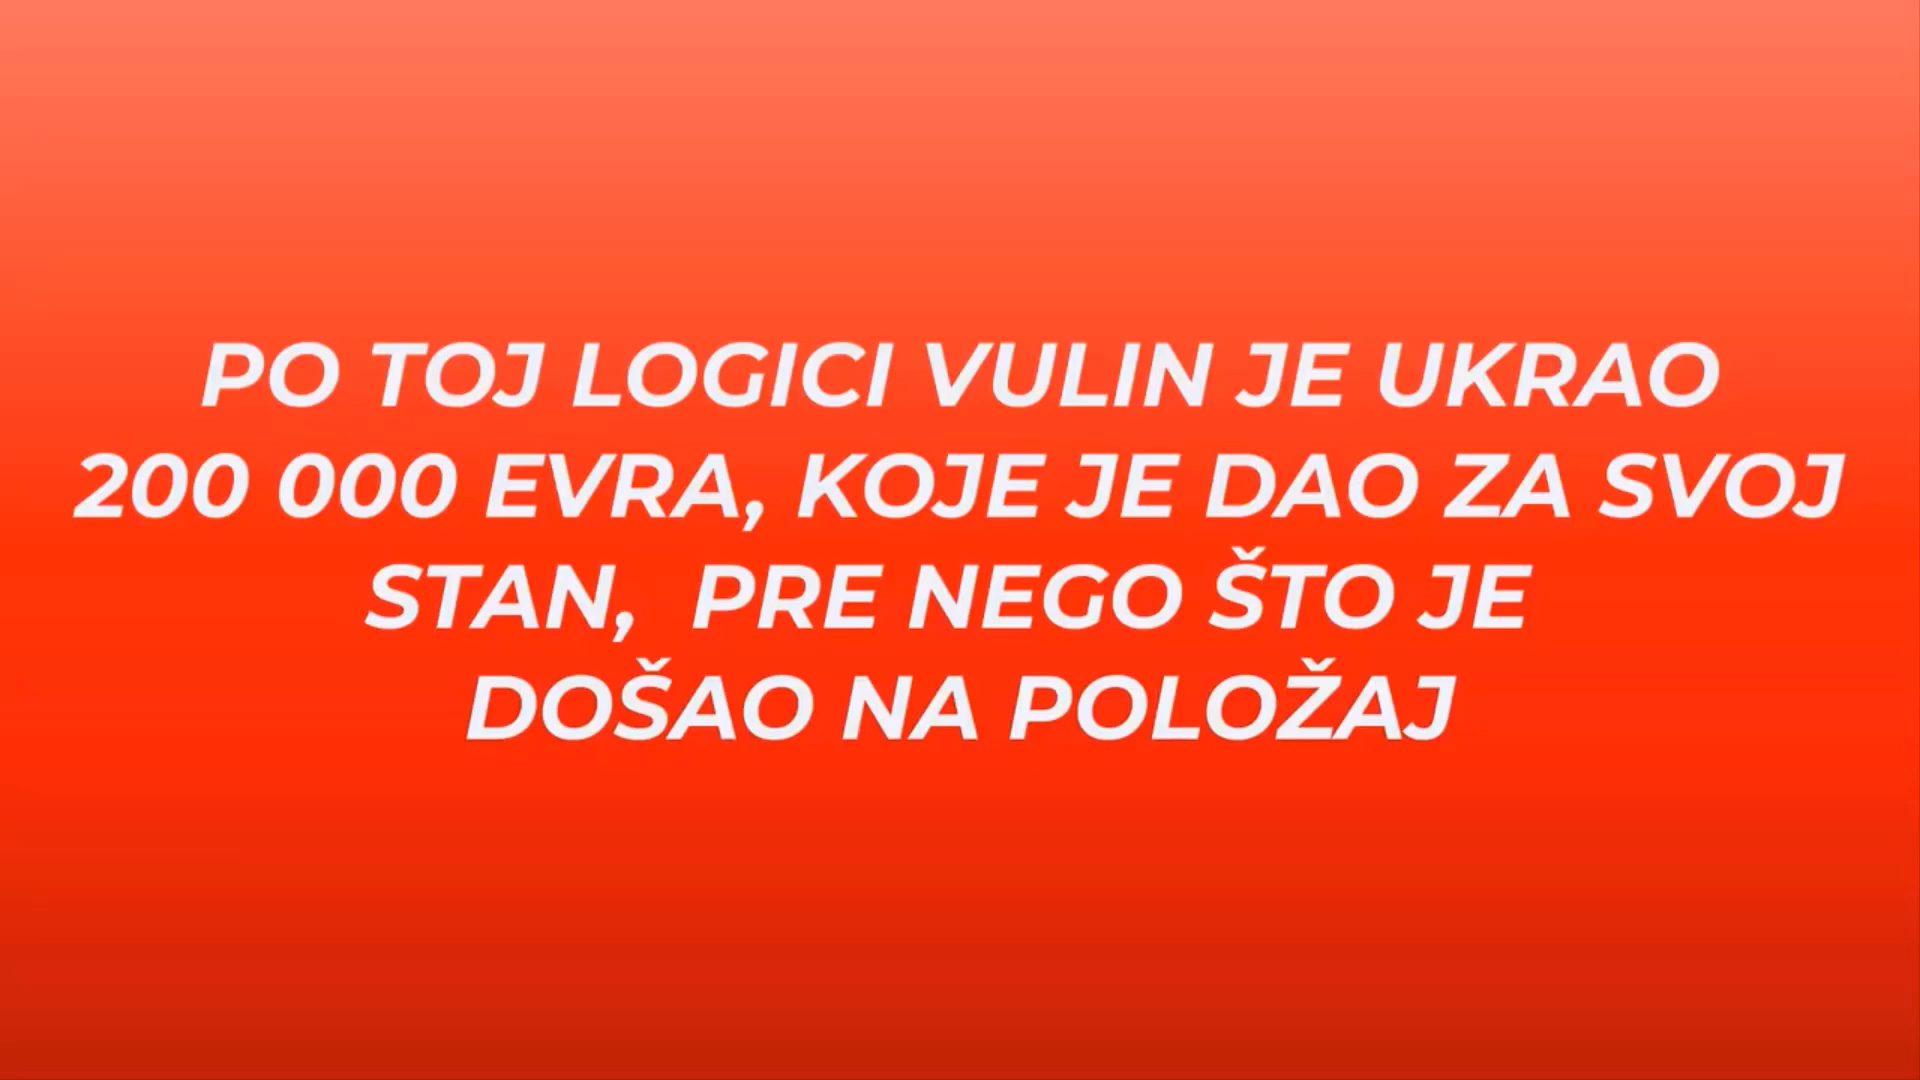 PO TOJ LOGICI VULIN JE UKRAO
200 000 EVRA, KOJE JE DAO ZA SVOJ
STAN, PRE NEGO ŠTO JE
DOŠAO NA POLOŽAJ